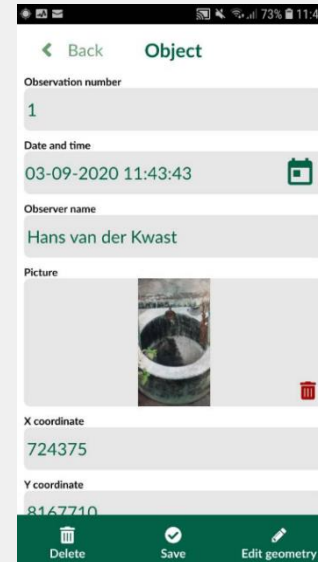 73% 11:4
Back Object
Observation number
1
Date and time
03-09-2020 11:43:43
Observer name
Hans van der Kwast
Picture
X coordinate
724375
Y coordinate
8167710
Delete Save Edit geometry